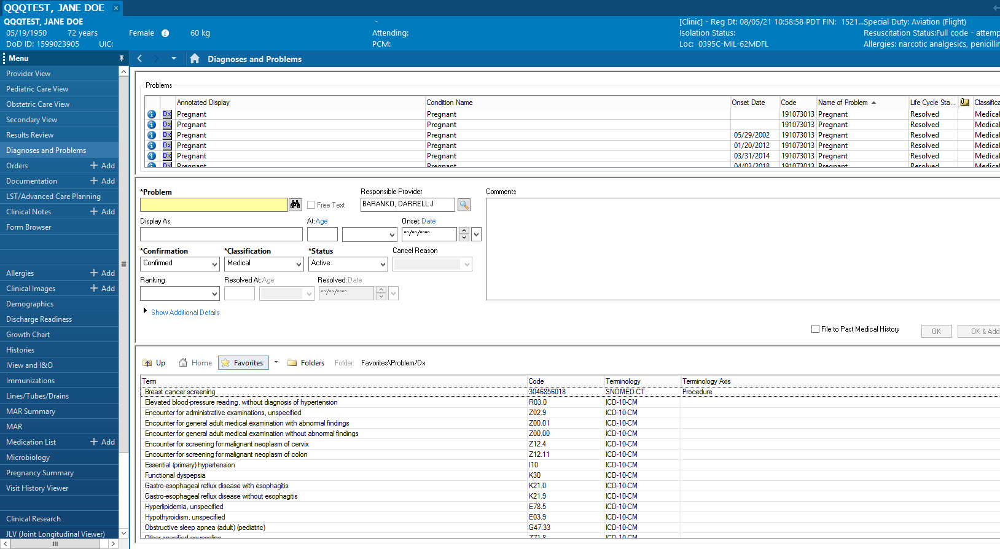 QQQTEST, JANE DOE ×
QQQTEST, JANE DOE
05/19/1950 72 years Female 60 kg
DoD ID: 1599023905 UIC:
-
Attending:
PCM:
[Clinic] - Reg Dt: 08/05/21 10:58:58 PDT FIN: 1521...Special Duty: Aviation (Flight)
Isolation Status: Resuscitation Status:Full code - attemp
Loc: 0395C-MIL-62MDFL Allergies: narcotic analgesics, penicillin
Menu
Diagnoses and Problems
Provider View
Pediatric Care View
Obstetric Care View
Secondary View
Results Review
Diagnoses and Problems
Orders + Add
Documentation + Add
LST/Advanced Care Planning
Clinical Notes + Add
Form Browser
Allergies + Add
Clinical Images + Add
Demographics
Discharge Readiness
Growth Chart
Histories
IView and I&O
Immunizations
Lines/Tubes/Drains
MAR Summary
MAR
Medication List + Add
Microbiology
Pregnancy Summary
Visit History Viewer
Clinical Research
JLV (Joint Longitudinal Viewer)
Problems
Annotated Display Condition Name Onset Date Code Name of Problem Life Cycle Sta... Classifica
Dx Pregnant Pregnant 191073013 Pregnant Resolved Medical
Dx Pregnant Pregnant 191073013 Pregnant Resolved Medical
Dx Pregnant Pregnant 05/29/2002 191073013 Pregnant Resolved Medical
Dx Pregnant Pregnant 01/20/2012 191073013 Pregnant Resolved Medical
Dx Pregnant Pregnant 03/31/2014 191073013 Pregnant Resolved Medical
Dx Pregnant Pregnant 04/03/2018 191073013 Pregnant Resolved Medical
*Problem Responsible Provider Comments
Free Text BARANKO, DARRELL J
Display As At: Age Onset: Date
**/**/****
*Confirmation *Classification *Status Cancel Reason
Confirmed Medical Active
Ranking Resolved At: Age Resolved: Date
**/**/****
Show Additional Details
File to Past Medical History OK OK & Add
Up Home Favorites Folders Folder: Favorites\Problem/Dx
Term Code Terminology Terminology Axis
Breast cancer screening 3046856018 SNOMED CT Procedure
Elevated blood-pressure reading, without diagnosis of hypertension R03.0 ICD-10-CM
Encounter for administrative examinations, unspecified Z02.9 ICD-10-CM
Encounter for general adult medical examination with abnormal findings Z00.01 ICD-10-CM
Encounter for general adult medical examination without abnormal findings Z00.00 ICD-10-CM
Encounter for screening for malignant neoplasm of cervix Z12.4 ICD-10-CM
Encounter for screening for malignant neoplasm of colon Z12.11 ICD-10-CM
Essential (primary) hypertension I10 ICD-10-CM
Functional dyspepsia K30 ICD-10-CM
Gastro-esophageal reflux disease with esophagitis K21.0 ICD-10-CM
Gastro-esophageal reflux disease without esophagitis K21.9 ICD-10-CM
Hyperlipidemia, unspecified E78.5 ICD-10-CM
Hypothyroidism, unspecified E03.9 ICD-10-CM
Obstructive sleep apnea (adult) (pediatric) G47.33 ICD-10-CM
Other specified counseling Z71.8 ICD-10-CM